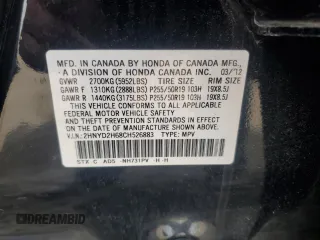 MFD. IN CANADA BY HONDA OF CANADA MFG.,
A DIVISION OF HONDA CANADA INC. 03/'12
GVWR 2700KG(5952LBS) TIRE SIZE RIM SIZE
GAWR F 1310KG(2888LBS) P255/50R19 103H 19X8.5J
GAWR R 1440KG(3175LBS) P255/50R19 103H 19X8.5J
THIS VEHICLE CONFORMS TO ALL APPLICABLE
FEDERAL MOTOR VEHICLE SAFETY AND
THEFT PREVENTION STANDARDS IN EFFECT ON
THE DATE OF MANUFACTURE SHOWN ABOVE.
V.I.N.: 2HNYD2H68CH526883 TYPE: MPV
STX C A05 NH731PV